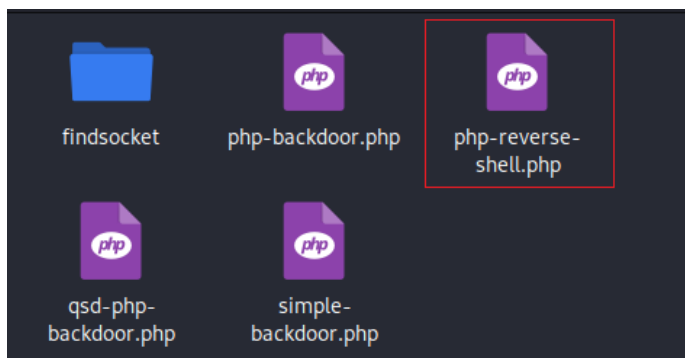 php
php
findsocket
php-backdoor.php
php-reverse-
shell.php
php
php
qsd-php-
backdoor.php
simple-
backdoor.php